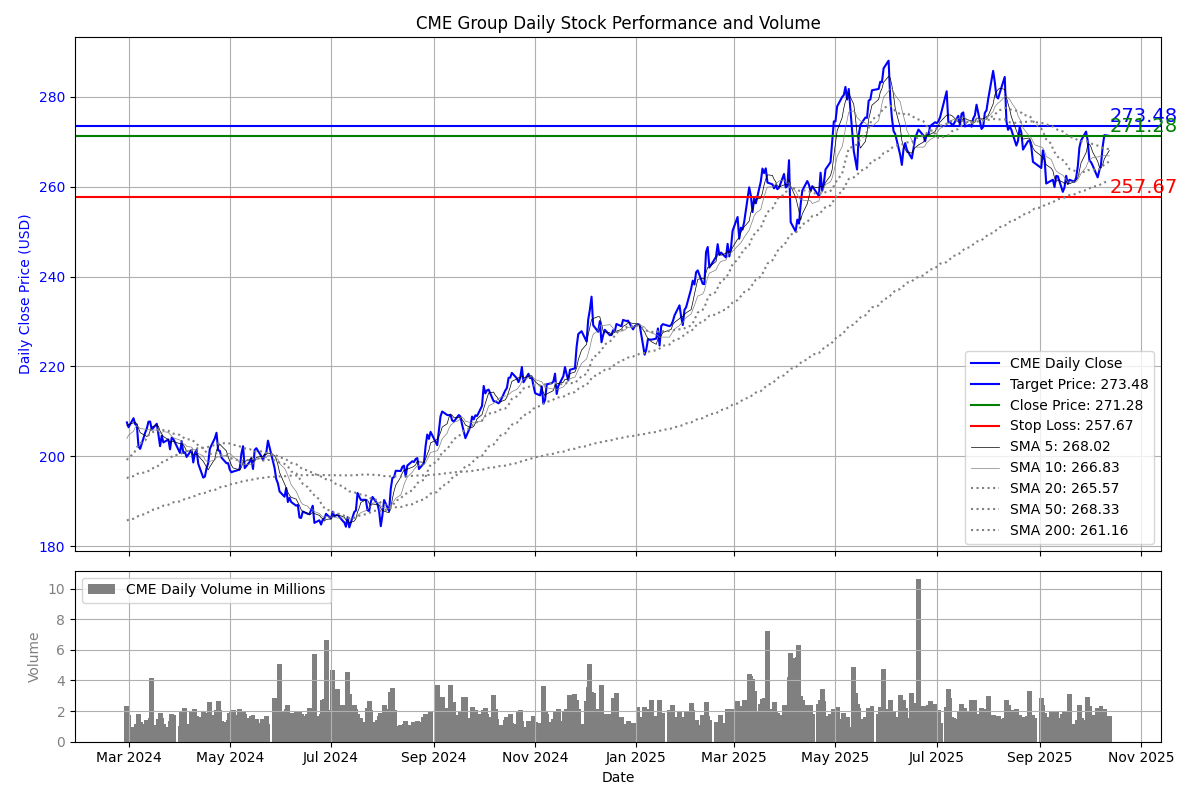 CME Group Daily Stock Performance and Volume
Daily Close Price (USD)
280
260
240
220
200
180
273.48
271.28
257.67
CME Daily Close
Target Price: 273.48
Close Price: 271.28
Stop Loss: 257.67
SMA 5: 268.02
SMA 10: 266.83
SMA 20: 265.57
SMA 50: 268.33
SMA 200: 261.16
CME Daily Volume in Millions
Volume
10
8
6
4
2
0
Mar 2024 May 2024 Jul 2024 Sep 2024 Nov 2024 Jan 2025 Mar 2025 May 2025 Jul 2025 Sep 2025 Nov 2025
Date